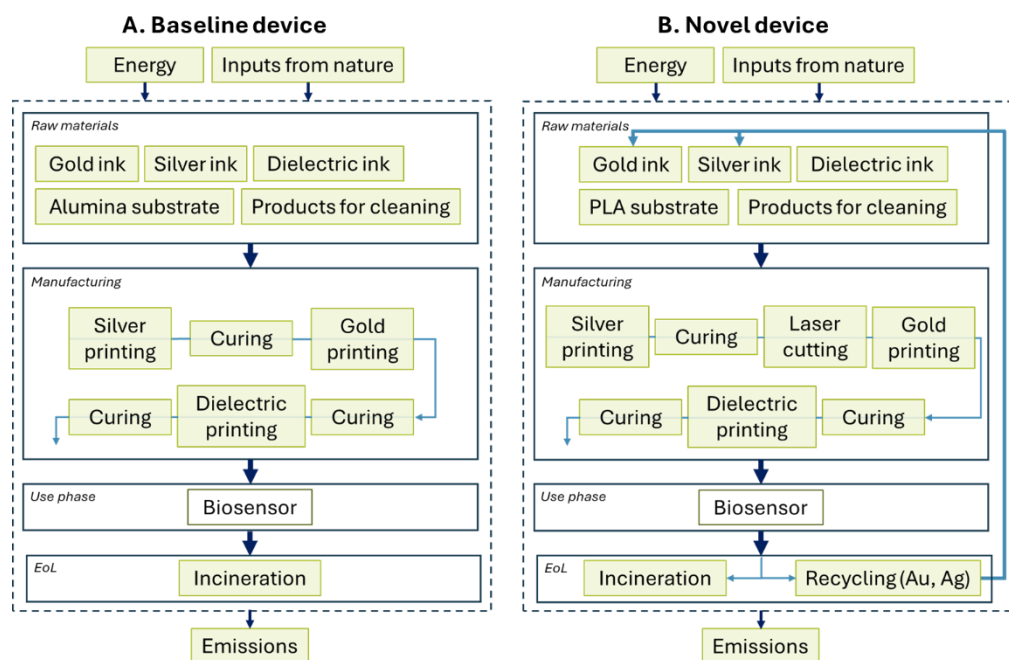 A. Baseline device
Energy
Inputs from nature
Raw materials
Gold ink
Silver ink
Dielectric ink
Alumina substrate
Products for cleaning
Manufacturing
Silver
printing
Curing
Gold
printing
Curing
Dielectric
printing
Curing
Use phase
Biosensor
EoL
Incineration
Emissions
B. Novel device
Energy
Inputs from nature
Raw materials
Gold ink
Silver ink
Dielectric ink
PLA substrate
Products for cleaning
Manufacturing
Silver
printing
Curing
Laser
cutting
Gold
printing
Curing
Dielectric
printing
Curing
Use phase
Biosensor
EoL
Incineration
Recycling (Au, Ag)
Emissions